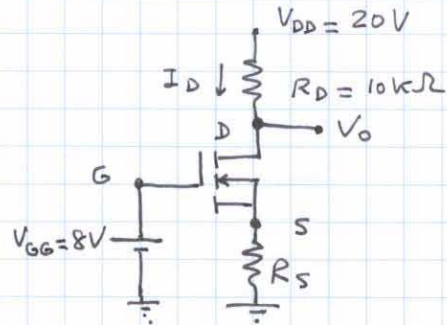 V_DD = 20V
I_D ↓
R_D = 10KΩ
D
V_o
G
V_GG = 8V
S
R_S